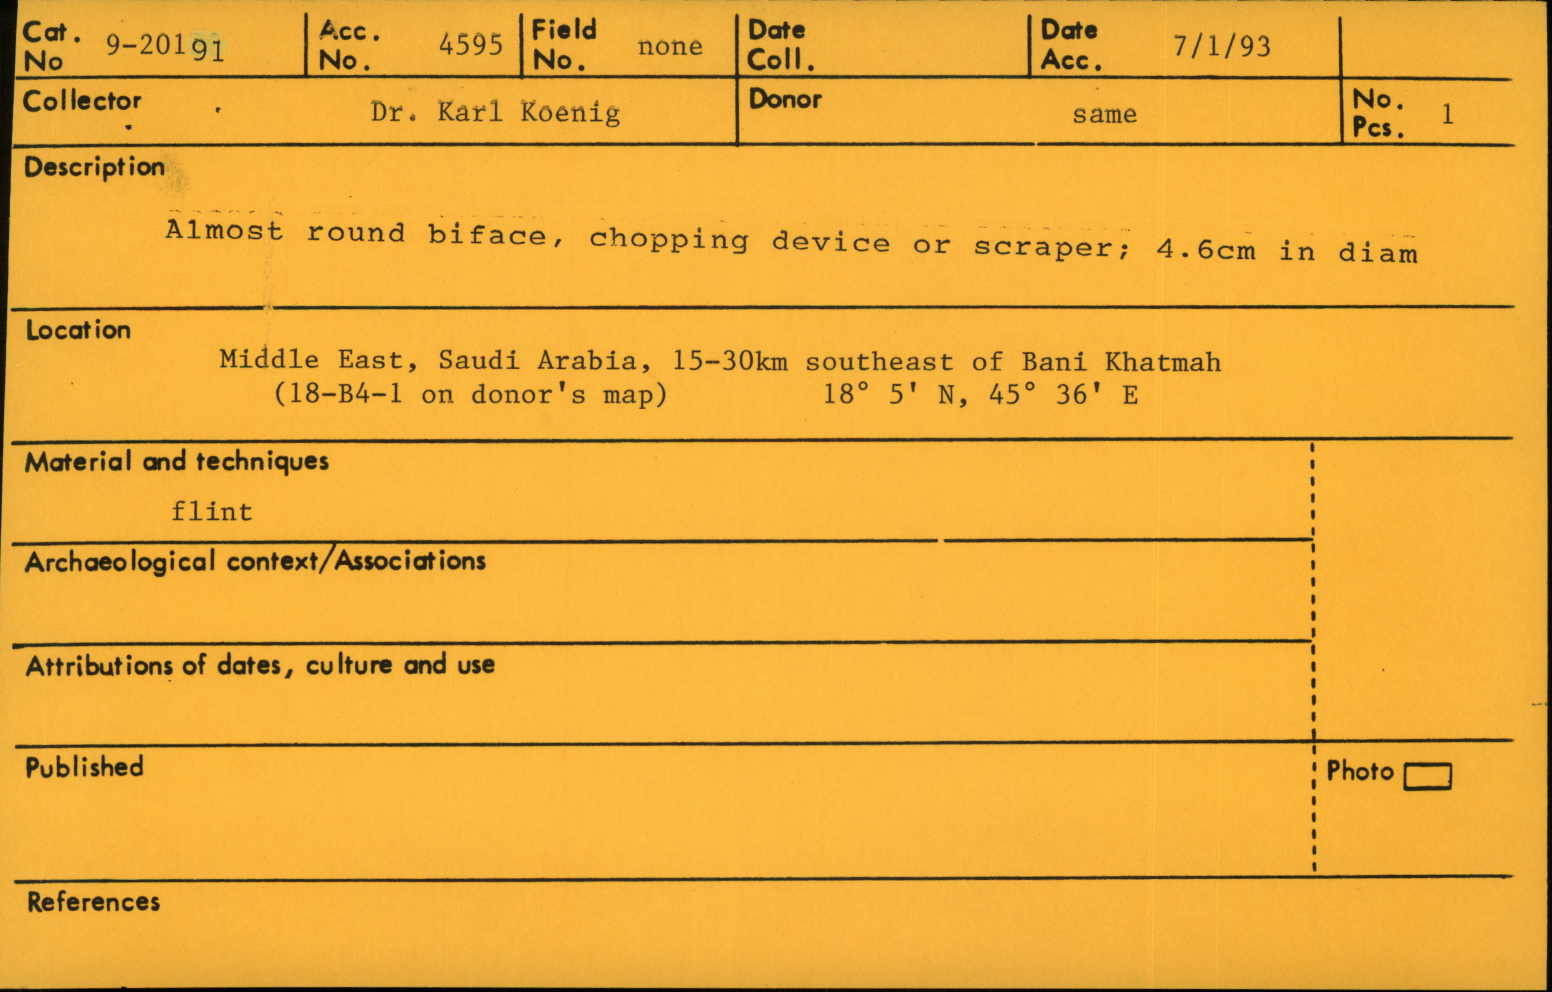 Cat. No 9-20191
Acc. No. 4595
Field No. none
Date Coll.
Date Acc. 7/1/93
Collector Dr. Karl Koenig
Donor same
No. Pcs. 1
Description
Almost round biface, chopping device or scraper; 4.6cm in diam
Location
Middle East, Saudi Arabia, 15-30km southeast of Bani Khatmah
(18-B4-1 on donor's map) 18° 5' N, 45° 36' E
Material and techniques
flint
Archaeological context/Associations
Attributions of dates, culture and use
Published
Photo
References